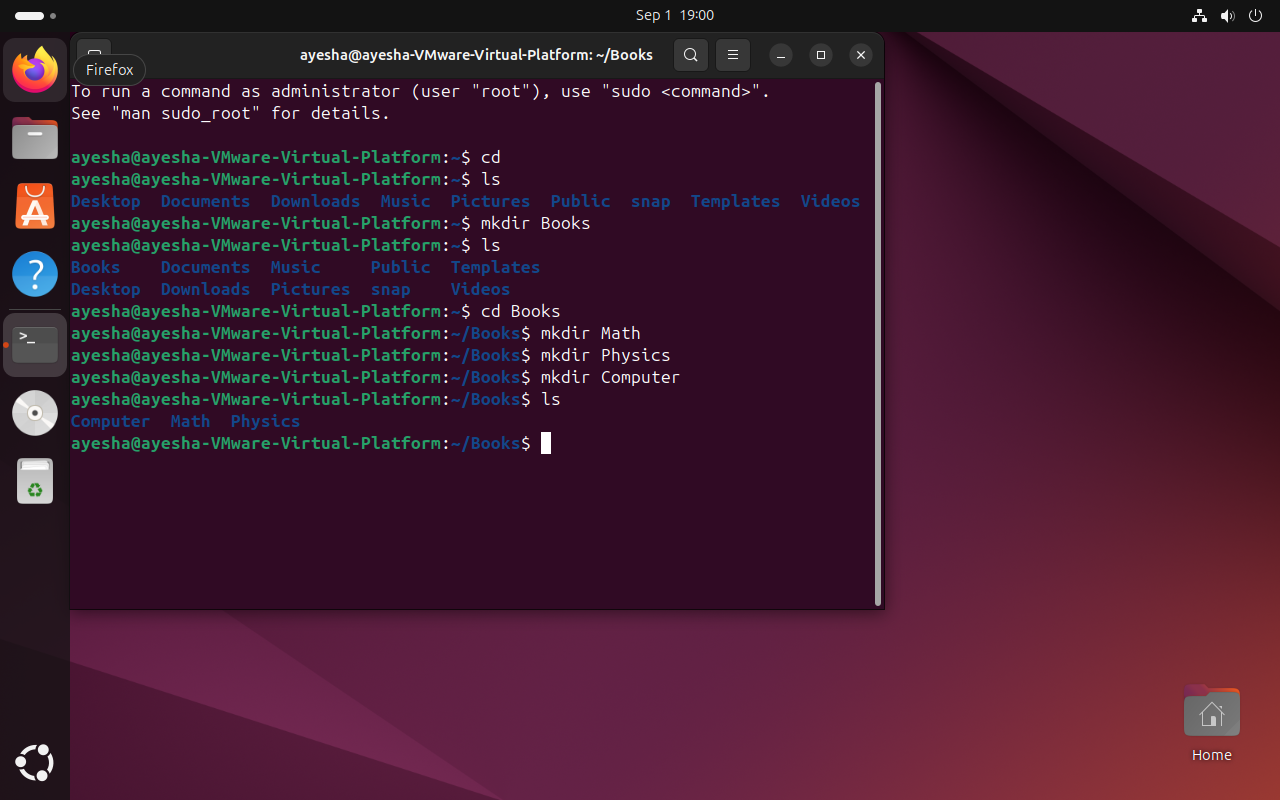 Sep 1 19:00
ayesha@ayesha-VMware-Virtual-Platform: ~/Books
Firefox
To run a command as administrator (user "root"), use "sudo <command>".
See "man sudo_root" for details.
ayesha@ayesha-VMware-Virtual-Platform:~$ cd
ayesha@ayesha-VMware-Virtual-Platform:~$ ls
Desktop Documents Downloads Music Pictures Public snap Templates Videos
ayesha@ayesha-VMware-Virtual-Platform:~$ mkdir Books
ayesha@ayesha-VMware-Virtual-Platform:~$ ls
Books Documents Music Public Templates
Desktop Downloads Pictures snap Videos
ayesha@ayesha-VMware-Virtual-Platform:~$ cd Books
ayesha@ayesha-VMware-Virtual-Platform:~/Books$ mkdir Math
ayesha@ayesha-VMware-Virtual-Platform:~/Books$ mkdir Physics
ayesha@ayesha-VMware-Virtual-Platform:~/Books$ mkdir Computer
ayesha@ayesha-VMware-Virtual-Platform:~/Books$ ls
Computer Math Physics
ayesha@ayesha-VMware-Virtual-Platform:~/Books$
Home